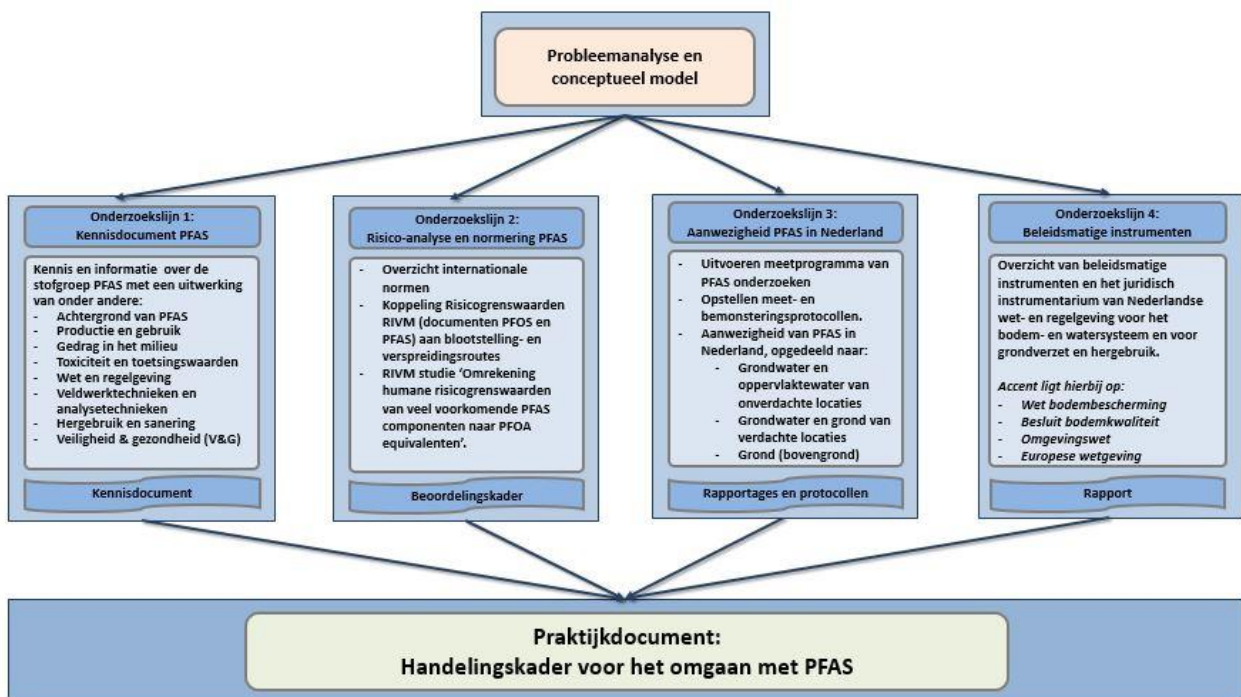 Probleemanalyse en
conceptueel model
Onderzoekslijn 1:
Kennisdocument PFAS
Kennis en informatie over de
stofgroep PFAS met een uitwerking
van onder andere:
- Achtergrond van PFAS
- Productie en gebruik
- Gedrag in het milieu
- Toxiciteit en toetsingswaarden
- Wet en regelgeving
- Veldwerktechnieken en
analysetechnieken
- Hergebruik en sanering
- Veiligheid & gezondheid (V&G)
Kennisdocument
Onderzoekslijn 2:
Risico-analyse en normering PFAS
- Overzicht internationale
normen
- Koppeling Risicogrenswaarden
RIVM (documenten PFOS en
PFAS) aan blootstelling- en
verspreidingsroutes
- RIVM studie ‘Omrekening
humane risicogrenswaarden
van veel voorkomende PFAS
componenten naar PFOA
equivalenten’.
Beoordelingskader
Onderzoekslijn 3:
Aanwezigheid PFAS in Nederland
- Uitvoeren meetprogramma van
PFAS onderzoeken
- Opstellen meet- en
bemonsteringsprotocollen.
- Aanwezigheid van PFAS in
Nederland, opgedeeld naar:
- Grondwater en
oppervlaktewater van
onverdachte locaties
- Grondwater en grond van
verdachte locaties
- Grond (bovengrond)
Rapportages en protocollen
Onderzoekslijn 4:
Beleidsmatige instrumenten
Overzicht van beleidsmatige
instrumenten en het juridisch
instrumentarium van Nederlandse
wet- en regelgeving voor het
bodem- en watersysteem en voor
grondverzet en hergebruik.
Accent ligt hierbij op:
- Wet bodembescherming
- Besluit bodemkwaliteit
- Omgevingswet
- Europese wetgeving
Rapport
Praktijkdocument:
Handelingskader voor het omgaan met PFAS